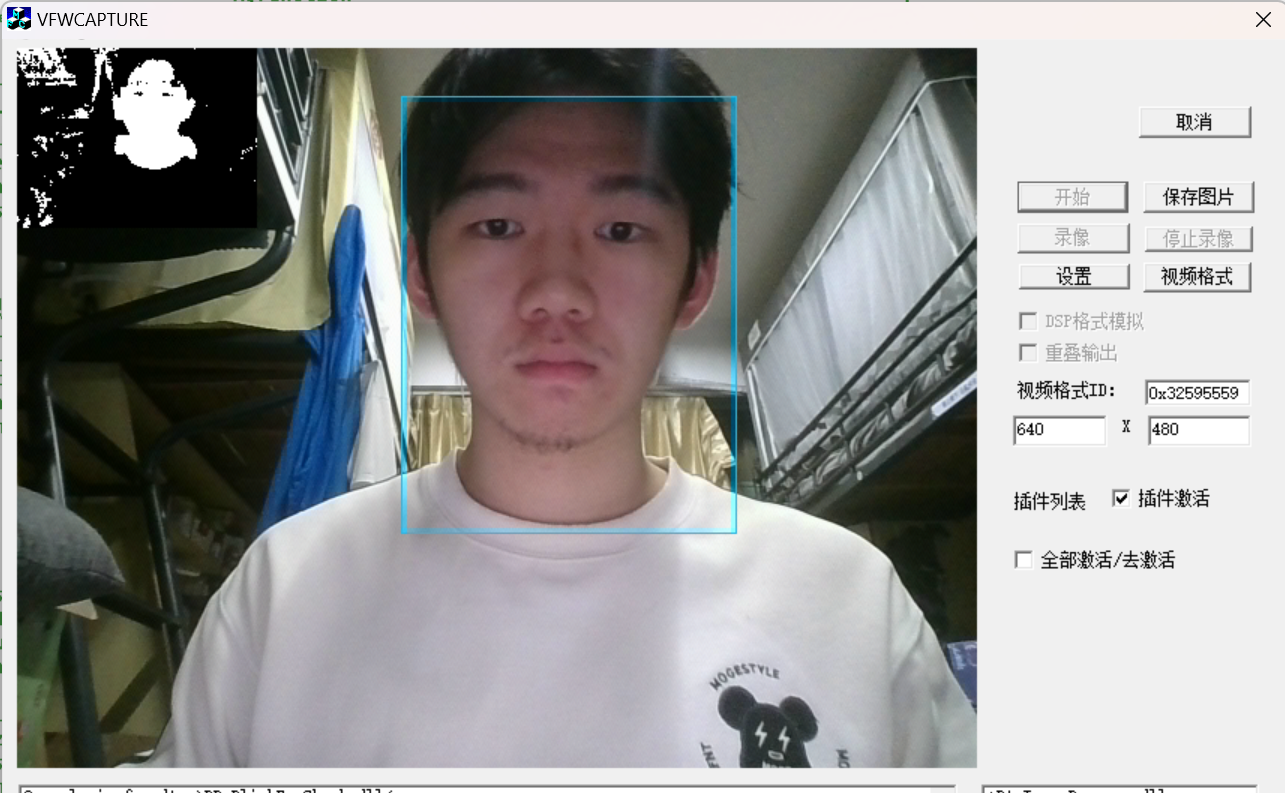 VFWCAPTURE
取消
开始
保存图片
录像
停止录像
设置
视频格式
DSP格式模拟
重叠输出
视频格式ID:
0x32595559
640
X
480
插件列表
插件激活
全部激活/去激活
MOGESTYLE